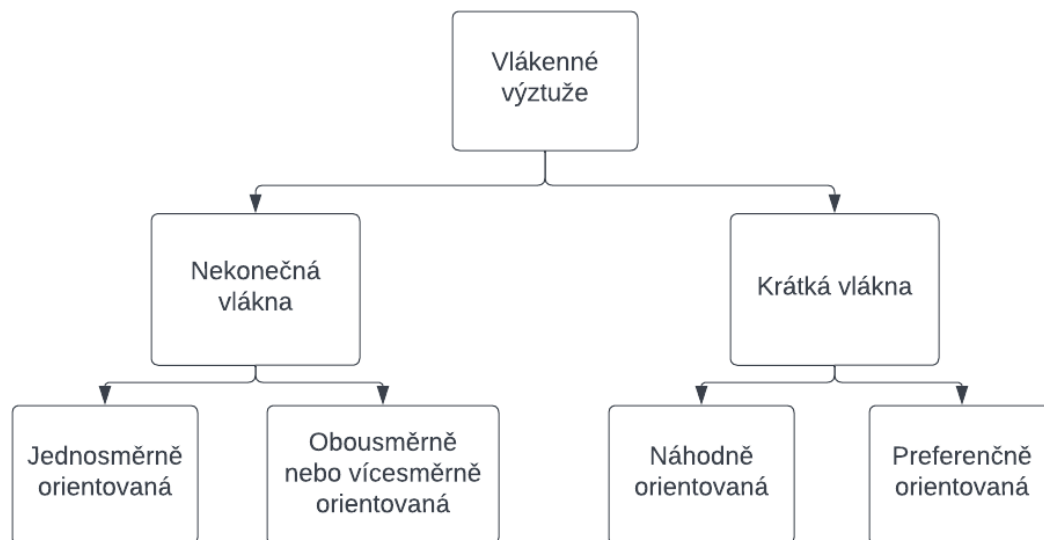 Vlákenné
výztuže
Nekonečná
vlákna
Krátká vlákna
Jednosměrně
orientovaná
Obousměrně
nebo vícesměrně
orientovaná
Náhodně
orientovaná
Preferenčně
orientovaná